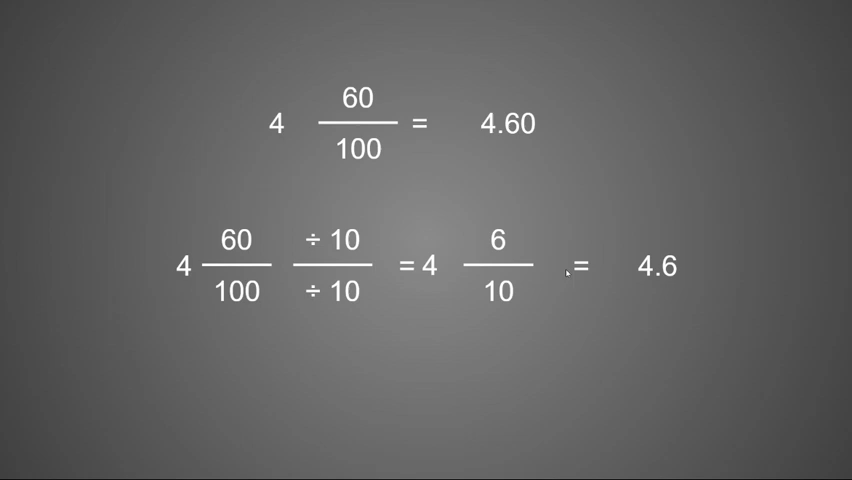 4 60/100 = 4.60
4 60/100 ÷ 10/÷ 10 = 4 6/10 = 4.6